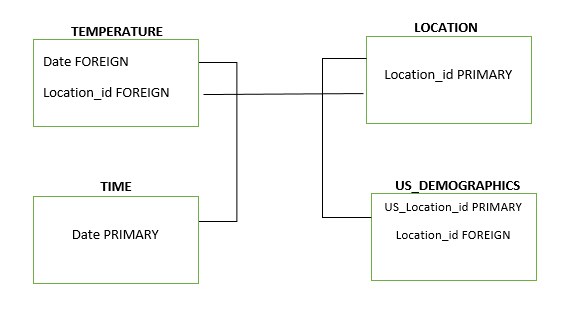 TEMPERATURE
Date FOREIGN
Location_id FOREIGN
LOCATION
Location_id PRIMARY
TIME
Date PRIMARY
US_DEMOGRAPHICS
US_Location_id PRIMARY
Location_id FOREIGN